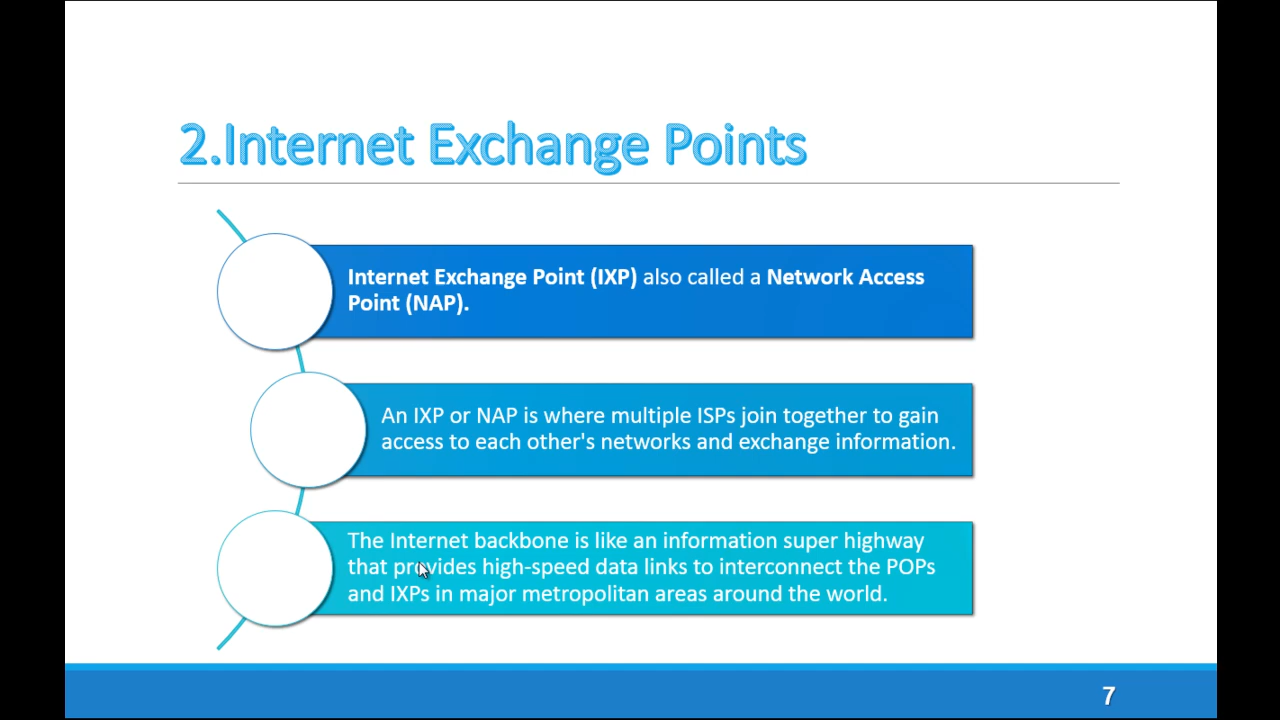 2.Internet Exchange Points
Internet Exchange Point (IXP) also called a Network Access
Point (NAP).
An IXP or NAP is where multiple ISPs join together to gain
access to each other's networks and exchange information.
The Internet backbone is like an information super highway
that provides high-speed data links to interconnect the POPs
and IXPs in major metropolitan areas around the world.
7